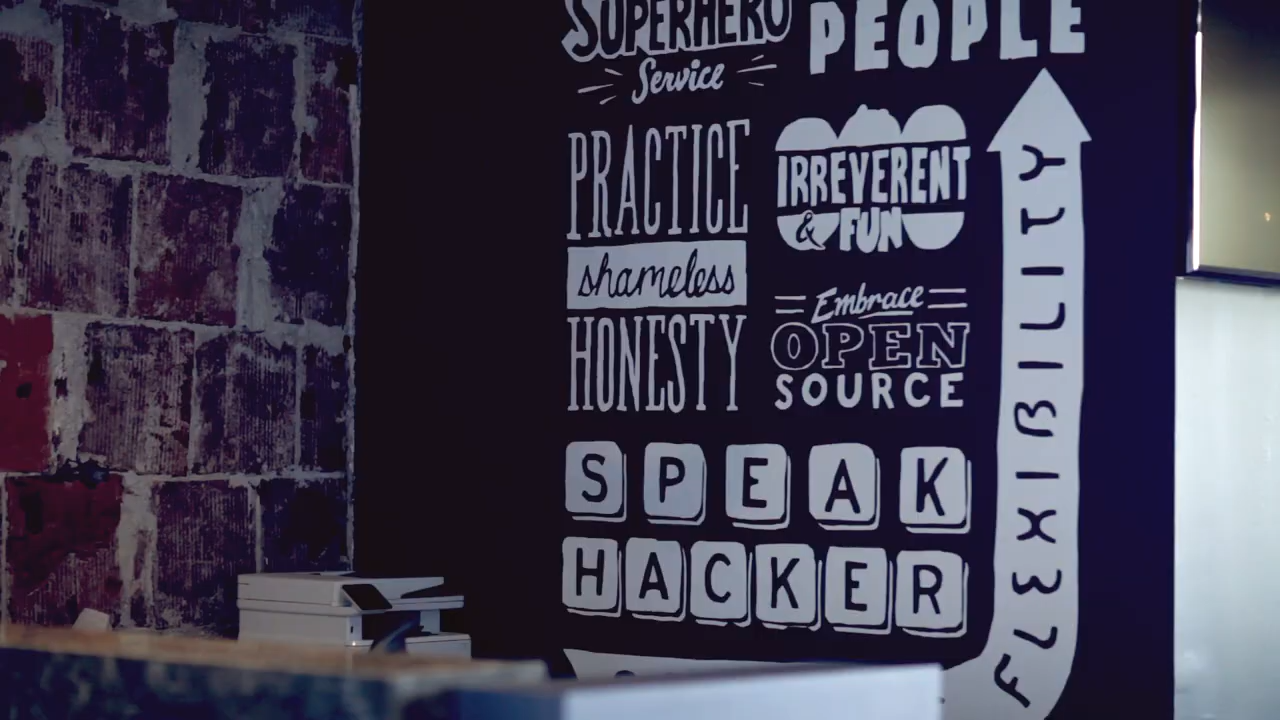 SUPERHERO
Service
PEOPLE
PRACTICE
shameless
HONESTY
IRREVERENT
& FUN
Embrace
OPEN
SOURCE
SPEAK
HACKER
FLEXIBILITY